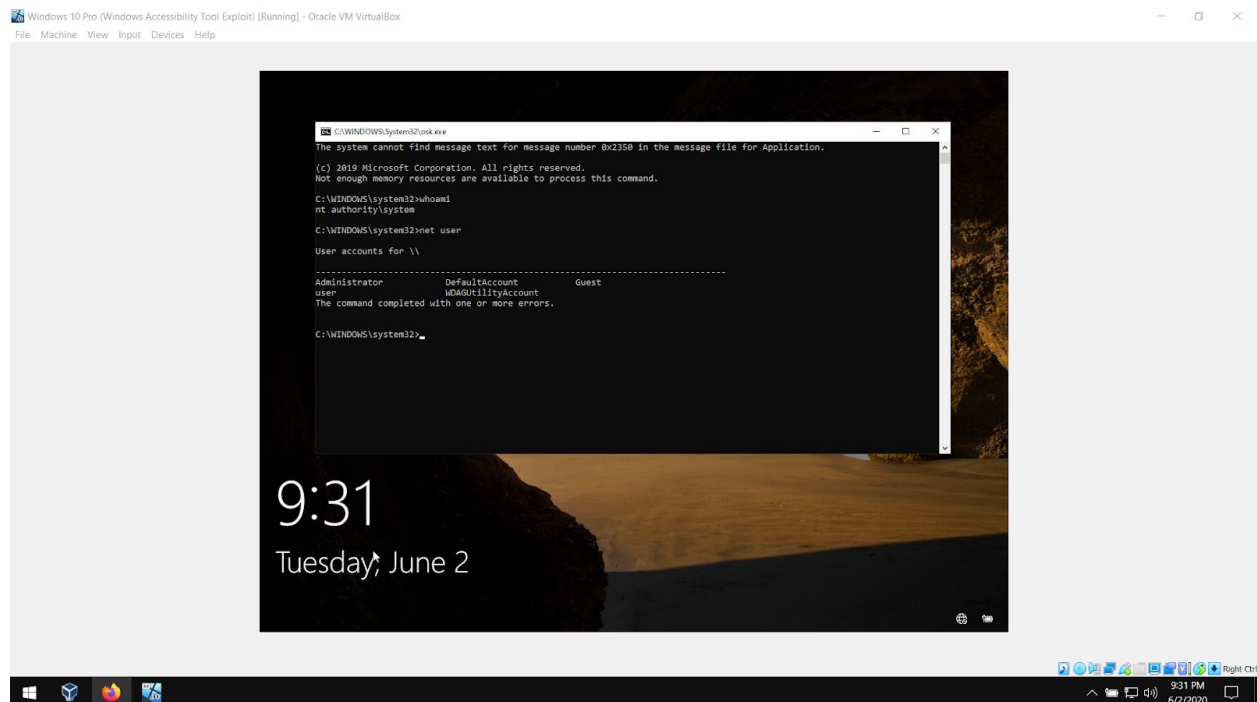 Windows 10 Pro (Windows Accessibility Tool Exploit) [Running] - Oracle VM VirtualBox
File Machine View Input Devices Help
C:\WINDOWS\System32\osk.exe
The system cannot find message text for message number 0x2350 in the message file for Application.
(c) 2019 Microsoft Corporation. All rights reserved.
Not enough memory resources are available to process this command.
C:\WINDOWS\system32>whoami
nt authority\system
C:\WINDOWS\system32>net user
User accounts for \\
-------------------------------------------------------------------------------
Administrator DefaultAccount Guest
user WDAGUtilityAccount
The command completed with one or more errors.
C:\WINDOWS\system32>_
9:31
Tuesday, June 2
Right Ctrl
9:31 PM
6/2/2020